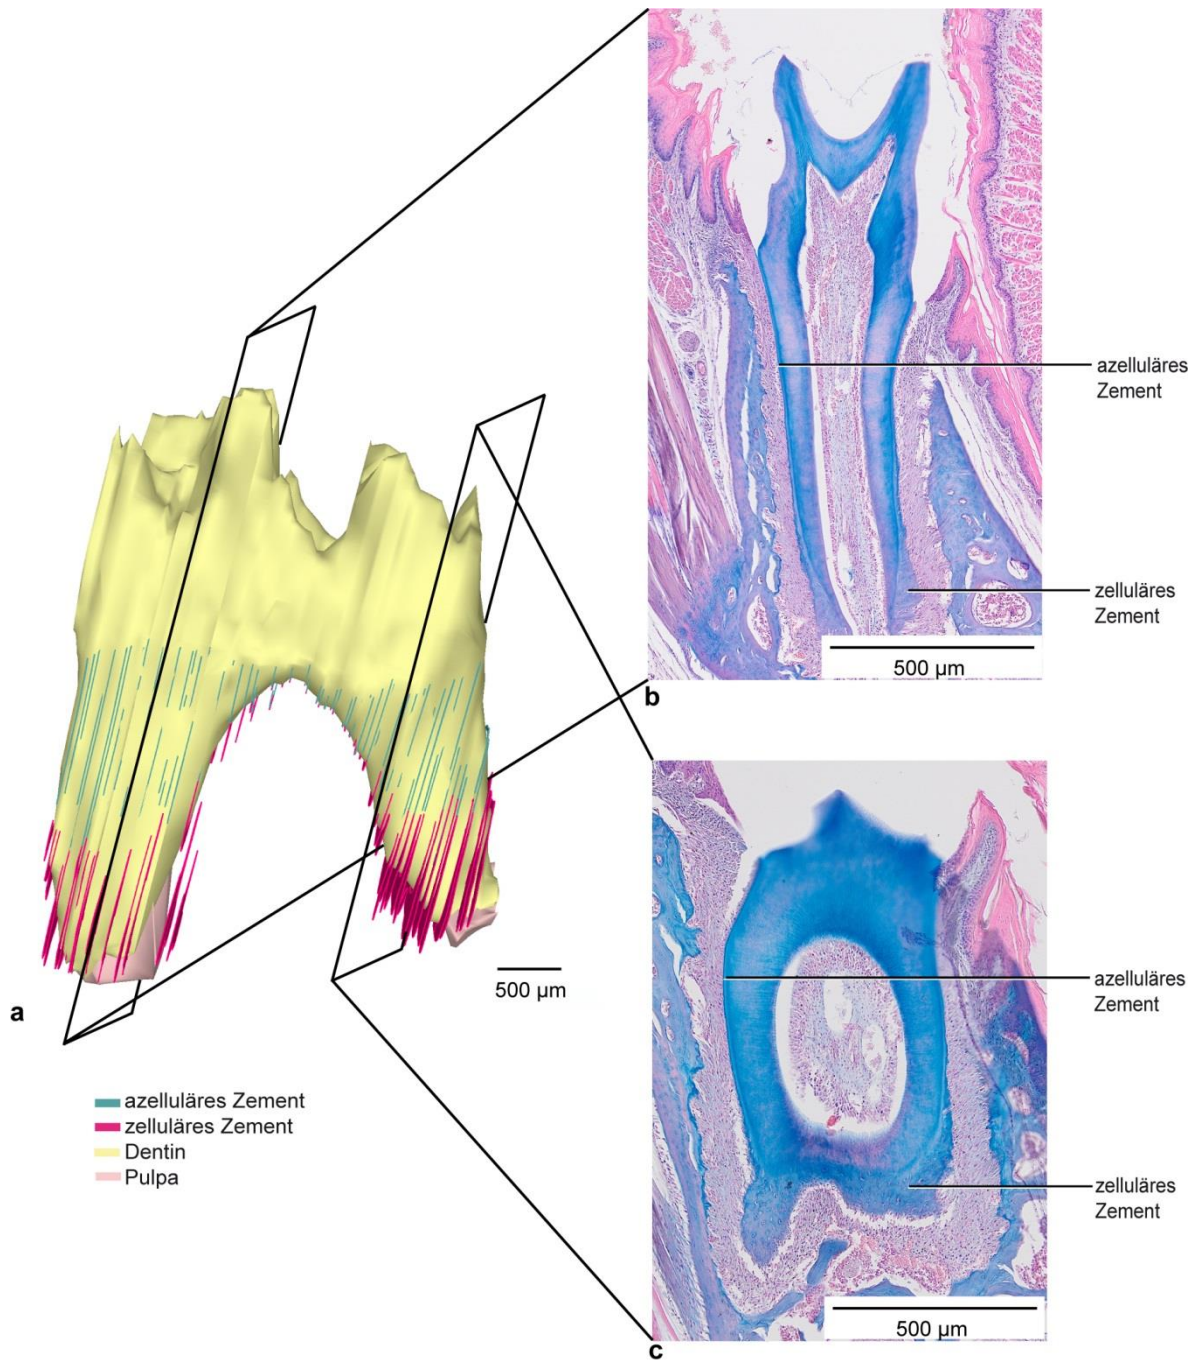 azelluläres
Zement
zelluläres
Zement
500 µm
b
500 µm
a
azelluläres Zement
zelluläres Zement
Dentin
Pulpa
azelluläres
Zement
zelluläres
Zement
500 µm
c